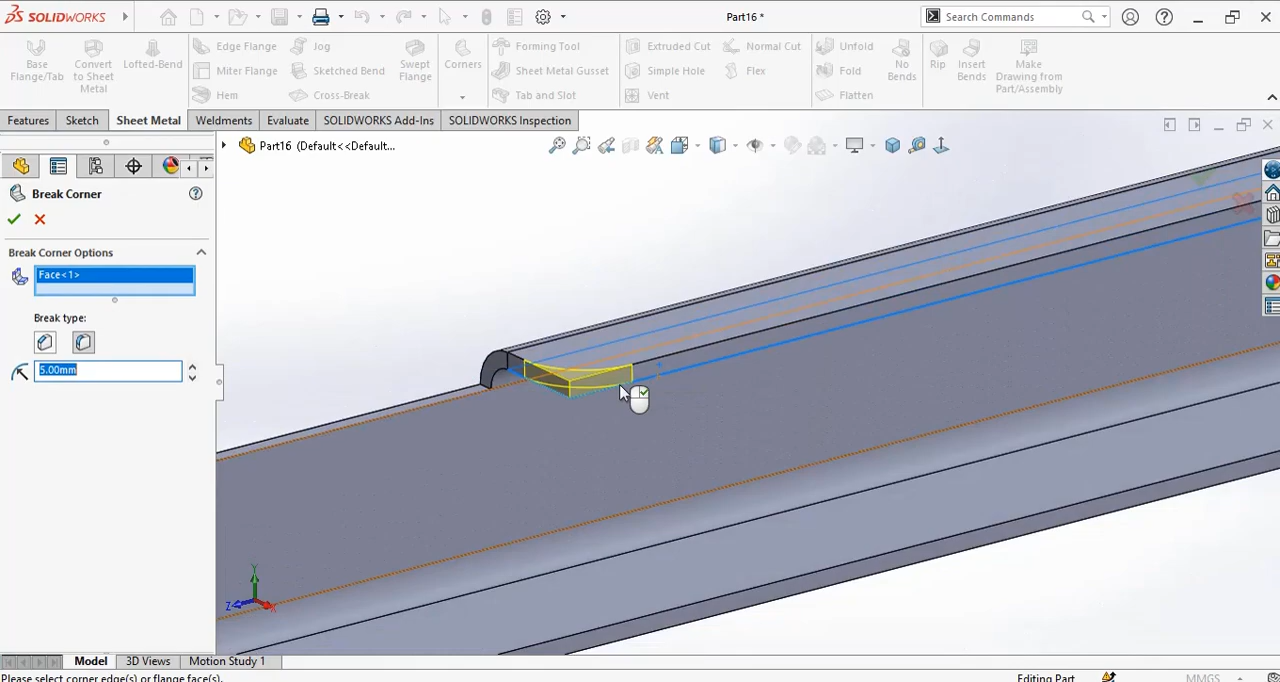 SOLIDWORKS
Part16 *
Search Commands
Base Flange/Tab
Convert to Sheet Metal
Lofted-Bend
Edge Flange
Miter Flange
Hem
Jog
Sketched Bend
Cross-Break
Swept Flange
Corners
Forming Tool
Sheet Metal Gusset
Tab and Slot
Extruded Cut
Simple Hole
Vent
Normal Cut
Flex
Unfold
Fold
Flatten
No Bends
Rip
Insert Bends
Make Drawing from Part/Assembly
Features
Sketch
Sheet Metal
Weldments
Evaluate
SOLIDWORKS Add-Ins
SOLIDWORKS Inspection
Part16 (Default<<Default...
Break Corner
Break Corner Options
Face<1>
Break type:
5.00mm
Y
Z
X
Model
3D Views
Motion Study 1
Please select corner edge(s) or flange face(s).
Editing Part
MMGS